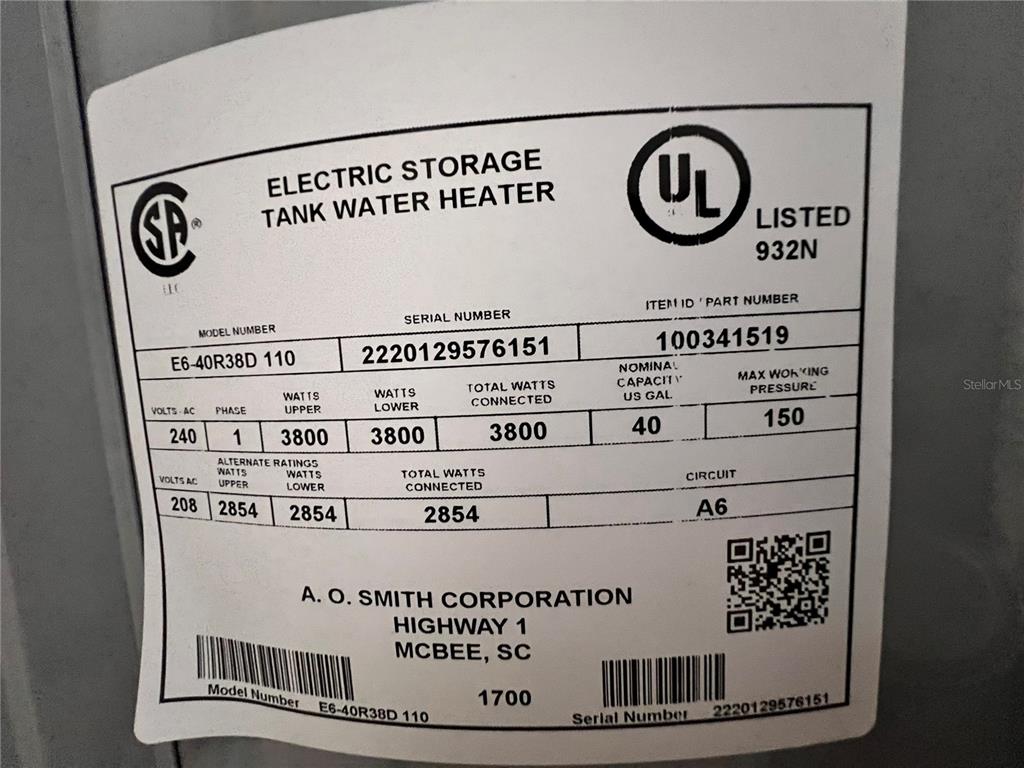 ELECTRIC STORAGE
TANK WATER HEATER
SA ®
UL
LISTED
932N
MODEL NUMBER SERIAL NUMBER ITEM ID / PART NUMBER
E6-40R38D 110 2220129576151 100341519
VOLTS - AC PHASE WATTS UPPER WATTS LOWER TOTAL WATTS CONNECTED NOMINAL CAPACITY US GAL. MAX WORKING PRESSURE
240 1 3800 3800 3800 40 150
ALTERNATE RATINGS
VOLTS AC WATTS UPPER WATTS LOWER TOTAL WATTS CONNECTED CIRCUIT
208 2854 2854 2854 A6
A. O. SMITH CORPORATION
HIGHWAY 1
MCBEE, SC
1700
Model Number E6-40R38D 110
Serial Number 2220129576151
StellarMLS